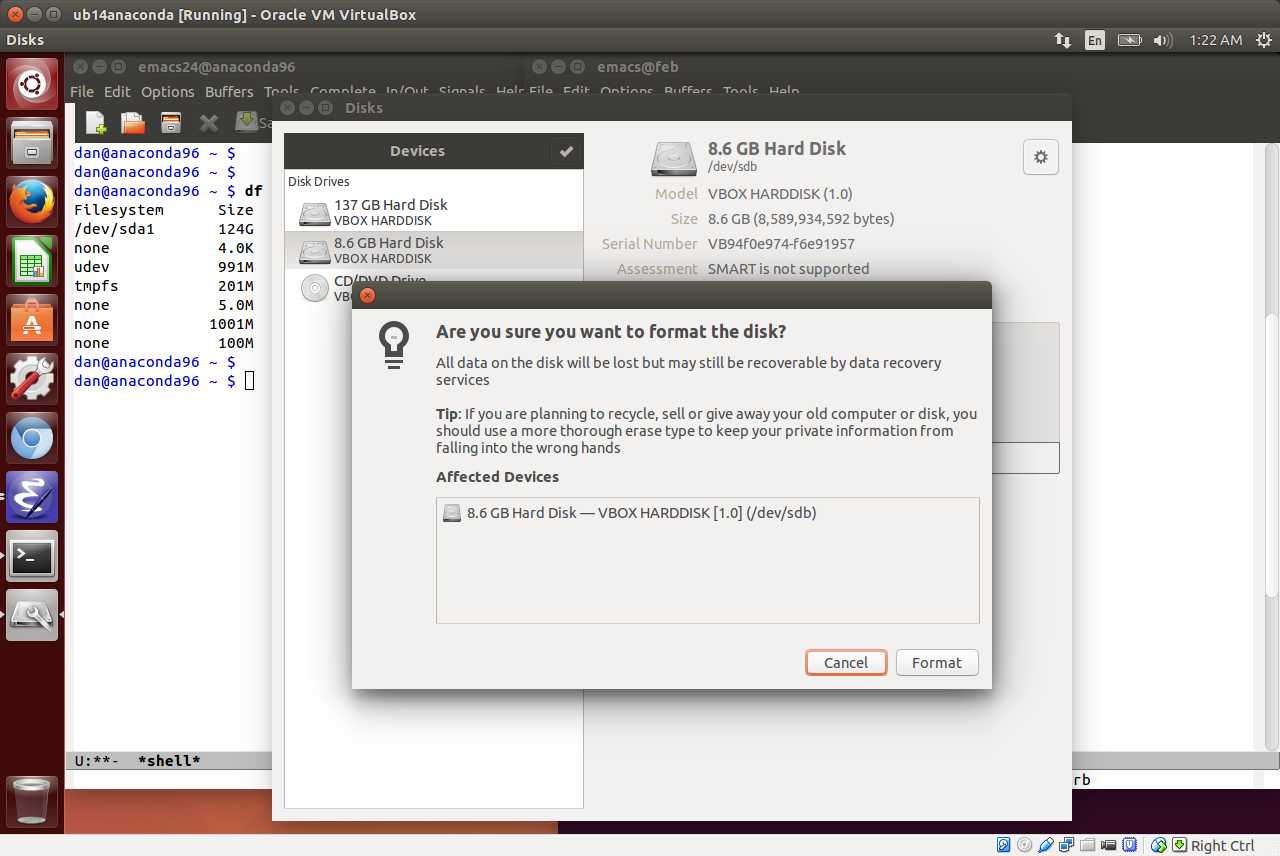 ub14anaconda [Running] - Oracle VM VirtualBox
Disks
En
1:22 AM
emacs24@anaconda96
emacs@feb
File Edit Options Buffers Tools Complete In/Out Signals Help
File Edit Options Buffers Tools Help
Disks
dan@anaconda96 ~ $
dan@anaconda96 ~ $
dan@anaconda96 ~ $ df
Filesystem Size
/dev/sda1 124G
none 4.0K
udev 991M
tmpfs 201M
none 5.0M
none 1001M
none 100M
dan@anaconda96 ~ $
dan@anaconda96 ~ $
U:**- *shell*
Devices
Disk Drives
137 GB Hard Disk
VBOX HARDDISK
8.6 GB Hard Disk
VBOX HARDDISK
CD/DVD Drive
8.6 GB Hard Disk
/dev/sdb
Model VBOX HARDDISK (1.0)
Size 8.6 GB (8,589,934,592 bytes)
Serial Number VB94f0e974-f6e91957
Assessment SMART is not supported
Are you sure you want to format the disk?
All data on the disk will be lost but may still be recoverable by data recovery
services
Tip: If you are planning to recycle, sell or give away your old computer or disk, you
should use a more thorough erase type to keep your private information from
falling into the wrong hands
Affected Devices
8.6 GB Hard Disk — VBOX HARDDISK [1.0] (/dev/sdb)
Cancel
Format
rb
Right Ctrl